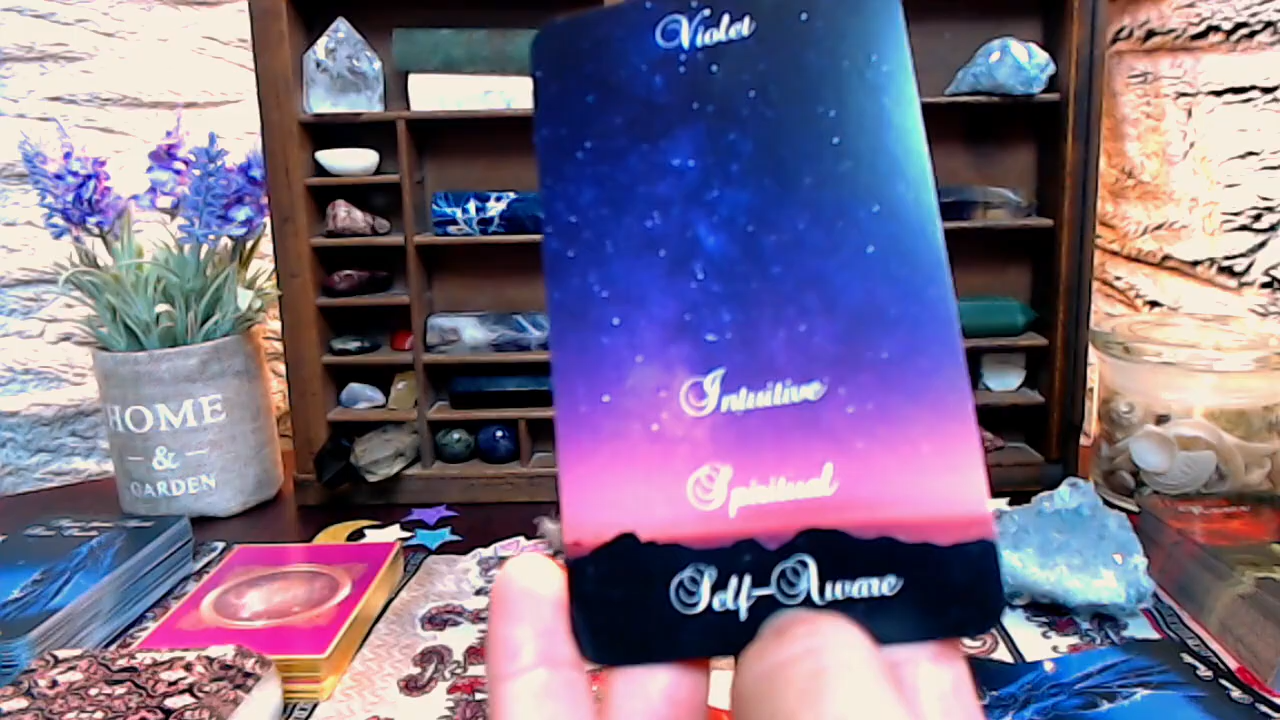 Violet
Intuitive
Spiritual
Self-Aware
HOME
&
GARDEN